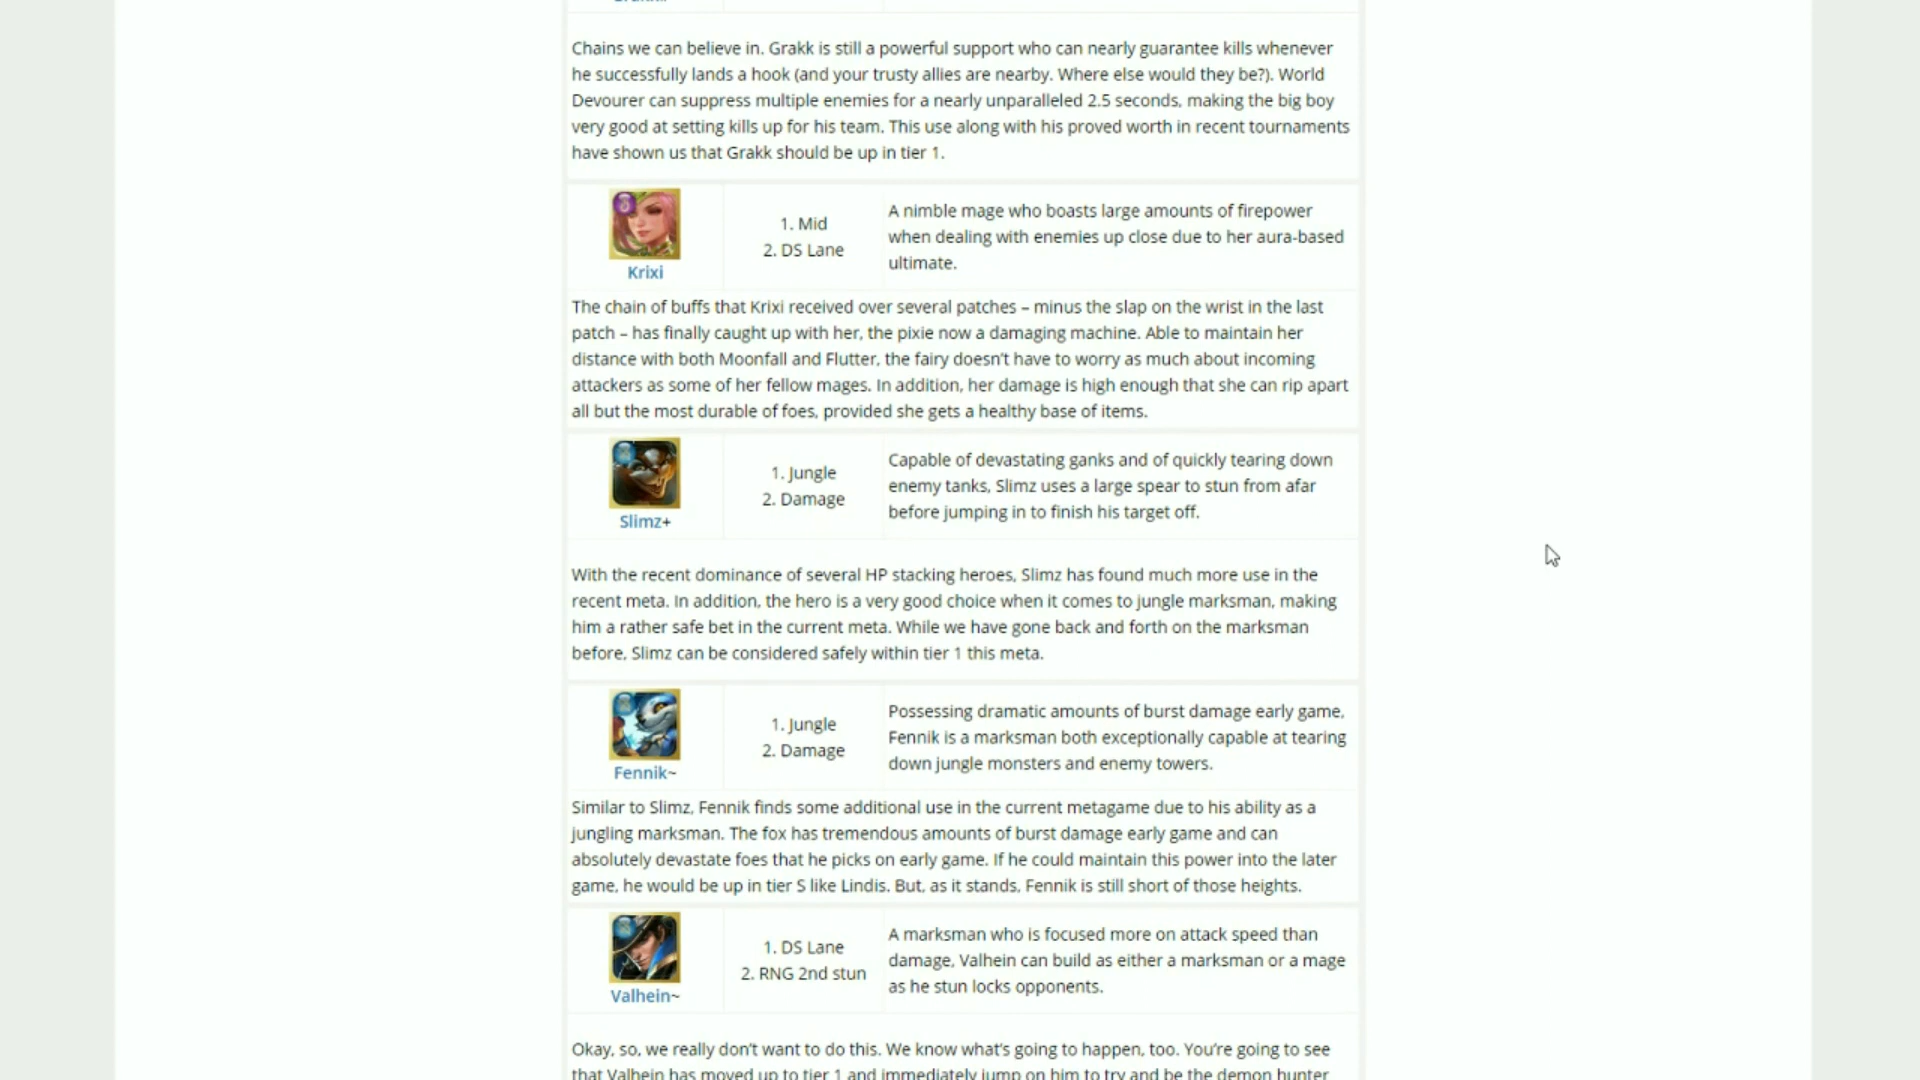 Chains we can believe in. Grakk is still a powerful support who can nearly guarantee kills whenever
he successfully lands a hook (and your trusty allies are nearby. Where else would they be?). World
Devourer can suppress multiple enemies for a nearly unparalleled 2.5 seconds, making the big boy
very good at setting kills up for his team. This use along with his proved worth in recent tournaments
have shown us that Grakk should be up in tier 1.
Krixi
1. Mid
2. DS Lane
A nimble mage who boasts large amounts of firepower
when dealing with enemies up close due to her aura-based
ultimate.
The chain of buffs that Krixi received over several patches – minus the slap on the wrist in the last
patch – has finally caught up with her, the pixie now a damaging machine. Able to maintain her
distance with both Moonfall and Flutter, the fairy doesn't have to worry as much about incoming
attackers as some of her fellow mages. In addition, her damage is high enough that she can rip apart
all but the most durable of foes, provided she gets a healthy base of items.
Slimz+
1. Jungle
2. Damage
Capable of devastating ganks and of quickly tearing down
enemy tanks, Slimz uses a large spear to stun from afar
before jumping in to finish his target off.
With the recent dominance of several HP stacking heroes, Slimz has found much more use in the
recent meta. In addition, the hero is a very good choice when it comes to jungle marksman, making
him a rather safe bet in the current meta. While we have gone back and forth on the marksman
before, Slimz can be considered safely within tier 1 this meta.
Fennik~
1. Jungle
2. Damage
Possessing dramatic amounts of burst damage early game,
Fennik is a marksman both exceptionally capable at tearing
down jungle monsters and enemy towers.
Similar to Slimz, Fennik finds some additional use in the current metagame due to his ability as a
jungling marksman. The fox has tremendous amounts of burst damage early game and can
absolutely devastate foes that he picks on early game. If he could maintain this power into the later
game, he would be up in tier S like Lindis. But, as it stands, Fennik is still short of those heights.
Valhein~
1. DS Lane
2. RNG 2nd stun
A marksman who is focused more on attack speed than
damage, Valhein can build as either a marksman or a mage
as he stun locks opponents.
Okay, so, we really don't want to do this. We know what's going to happen, too. You're going to see
that Valhein has moved up to tier 1 and immediately jump on him to try and be the demon hunter